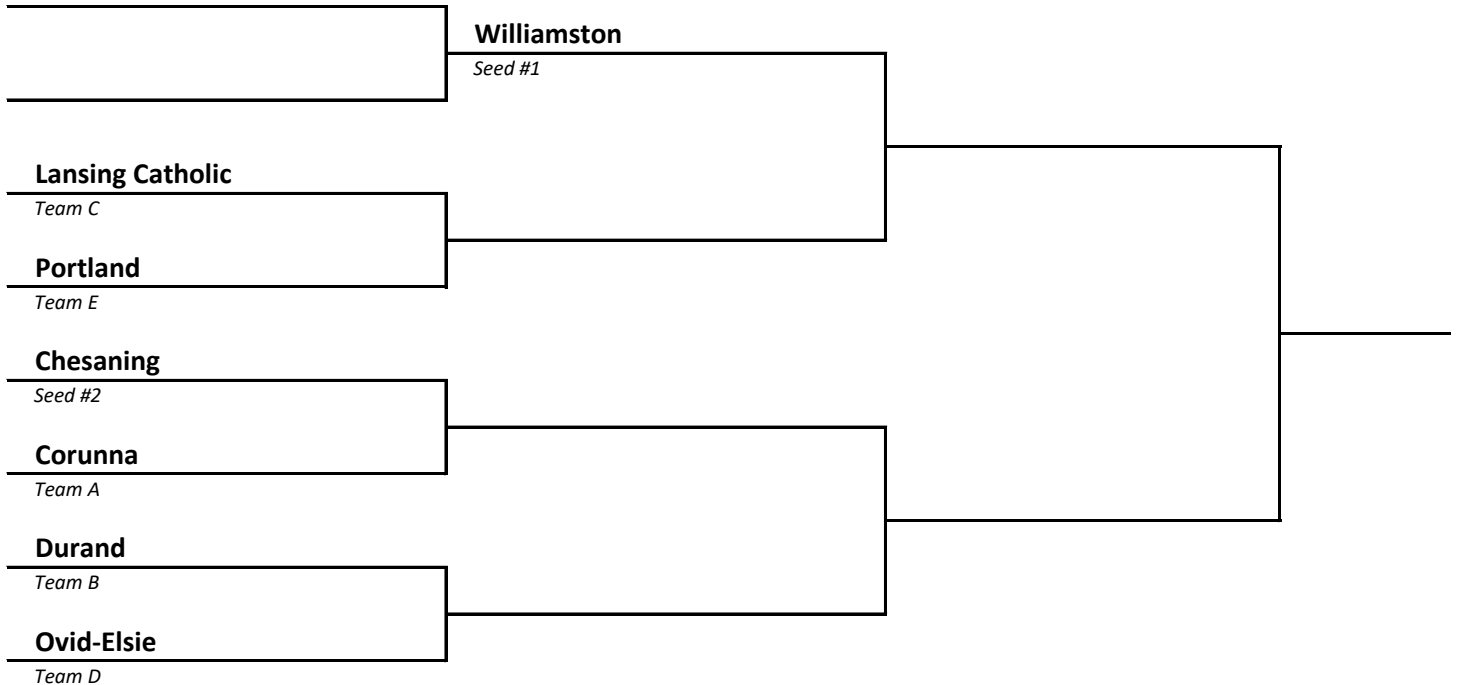 Williamston
Seed #1
Lansing Catholic
Team C
Portland
Team E
Chesaning
Seed #2
Corunna
Team A
Durand
Team B
Ovid-Elsie
Team D